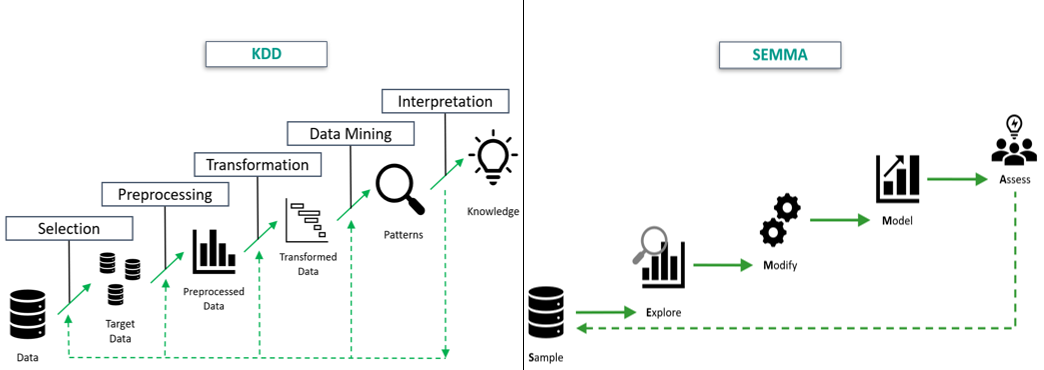 KDD
Interpretation
Data Mining
Transformation
Preprocessing
Selection
Knowledge
Patterns
Transformed
Data
Preprocessed
Data
Target
Data
Data
SEMMA
Assess
Model
Modify
Explore
Sample